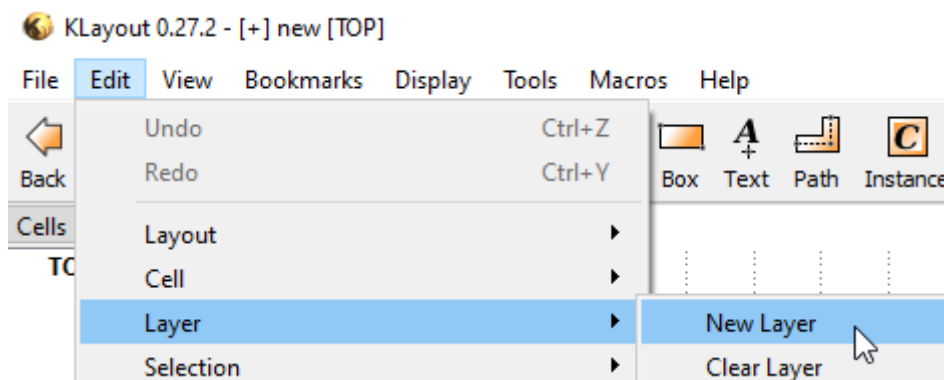 KLayout 0.27.2 - [+] new [TOP]
File Edit View Bookmarks Display Tools Macros Help
Undo Ctrl+Z
Redo Ctrl+Y
Back Box Text Path Instance
Cells
Layout
Cell
Layer New Layer
Selection Clear Layer